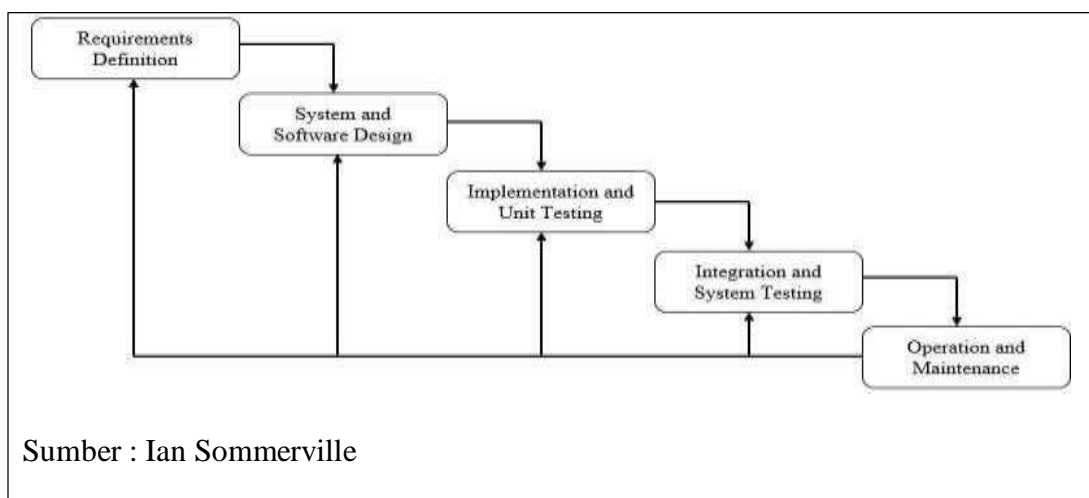 Requirements
Definition
System and
Software Design
Implementation and
Unit Testing
Integration and
System Testing
Operation and
Maintenance
Sumber : Ian Sommerville